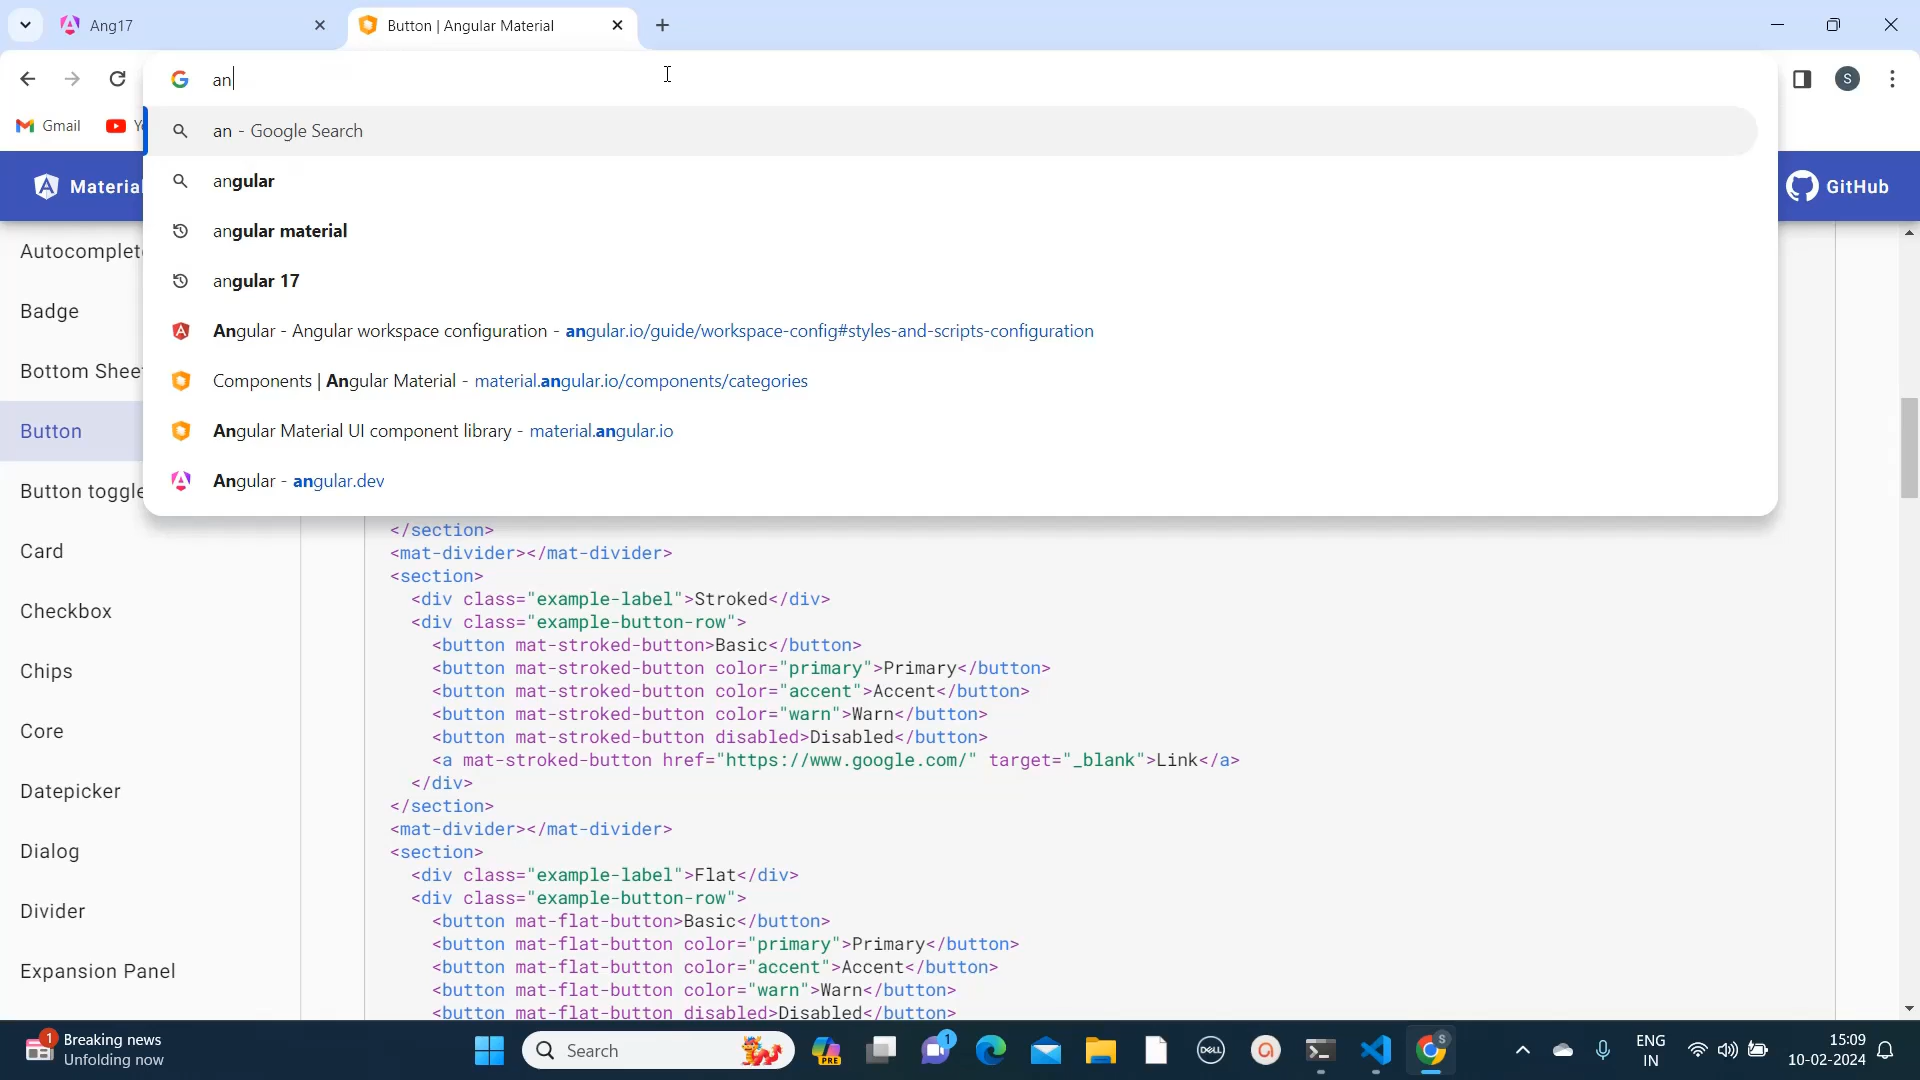 Ang17
Button | Angular Material
an
S
Gmail
an - Google Search
angular
angular material
angular 17
Angular - Angular workspace configuration - angular.io/guide/workspace-config#styles-and-scripts-configuration
Components | Angular Material - material.angular.io/components/categories
Angular Material UI component library - material.angular.io
Angular - angular.dev
Material
GitHub
Autocomplete
Badge
Bottom Sheet
Button
Button toggle
Card
Checkbox
Chips
Core
Datepicker
Dialog
Divider
Expansion Panel
</section>
<mat-divider></mat-divider>
<section>
<div class="example-label">Stroked</div>
<div class="example-button-row">
<button mat-stroked-button>Basic</button>
<button mat-stroked-button color="primary">Primary</button>
<button mat-stroked-button color="accent">Accent</button>
<button mat-stroked-button color="warn">Warn</button>
<button mat-stroked-button disabled>Disabled</button>
<a mat-stroked-button href="https://www.google.com/" target="_blank">Link</a>
</div>
</section>
<mat-divider></mat-divider>
<section>
<div class="example-label">Flat</div>
<div class="example-button-row">
<button mat-flat-button>Basic</button>
<button mat-flat-button color="primary">Primary</button>
<button mat-flat-button color="accent">Accent</button>
<button mat-flat-button color="warn">Warn</button>
<button mat-flat-button disabled>Disabled</button>
1
Breaking news
Unfolding now
Search
PRE
1
DELL
S
ENG
IN
15:09
10-02-2024